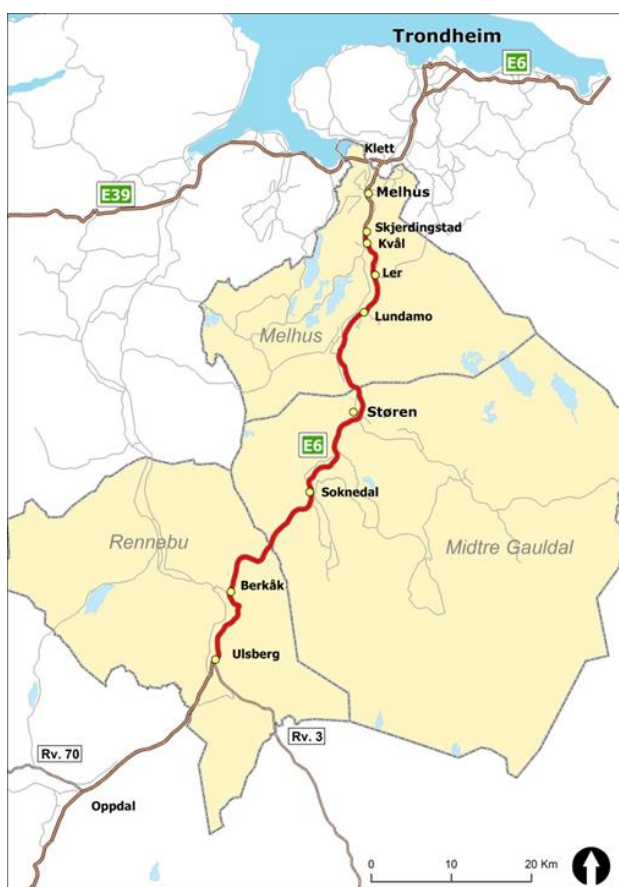 Trondheim
E6
Klett
E39
Melhus
Skjerdingstad
Kvål
Ler
Melhus
Lundamo
Støren
E6
Soknedal
Rennebu
Midtre Gauldal
Berkåk
Ulsberg
Rv. 70
Rv. 3
Oppdal
0 10 20 Km